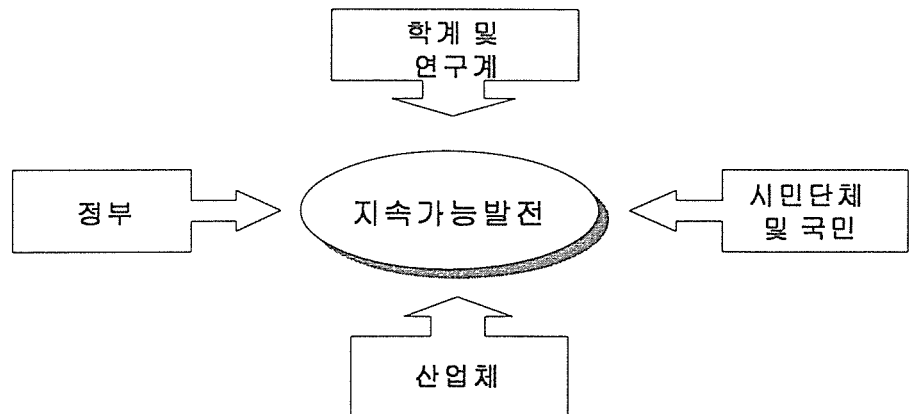 학계 및
연구계
정부
지속가능발전
시민단체
및 국민
산업체